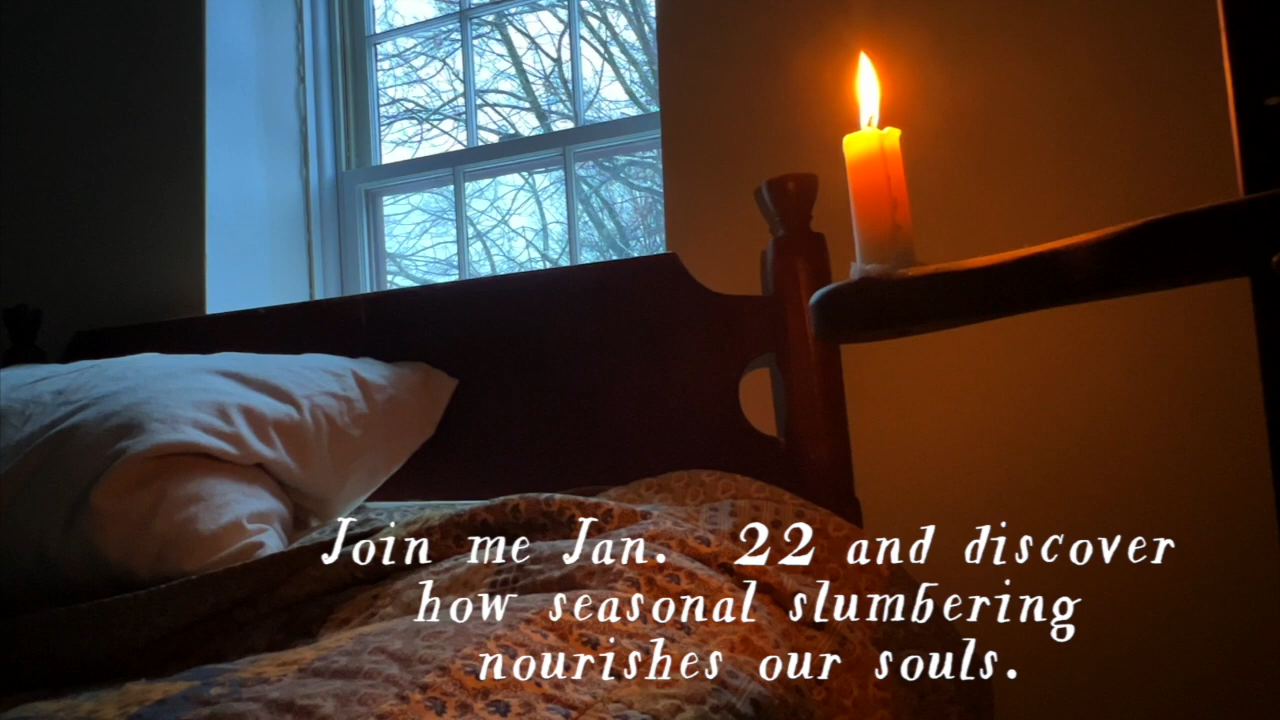 Join me Jan. 22 and discover
how seasonal slumbering
nourishes our souls.